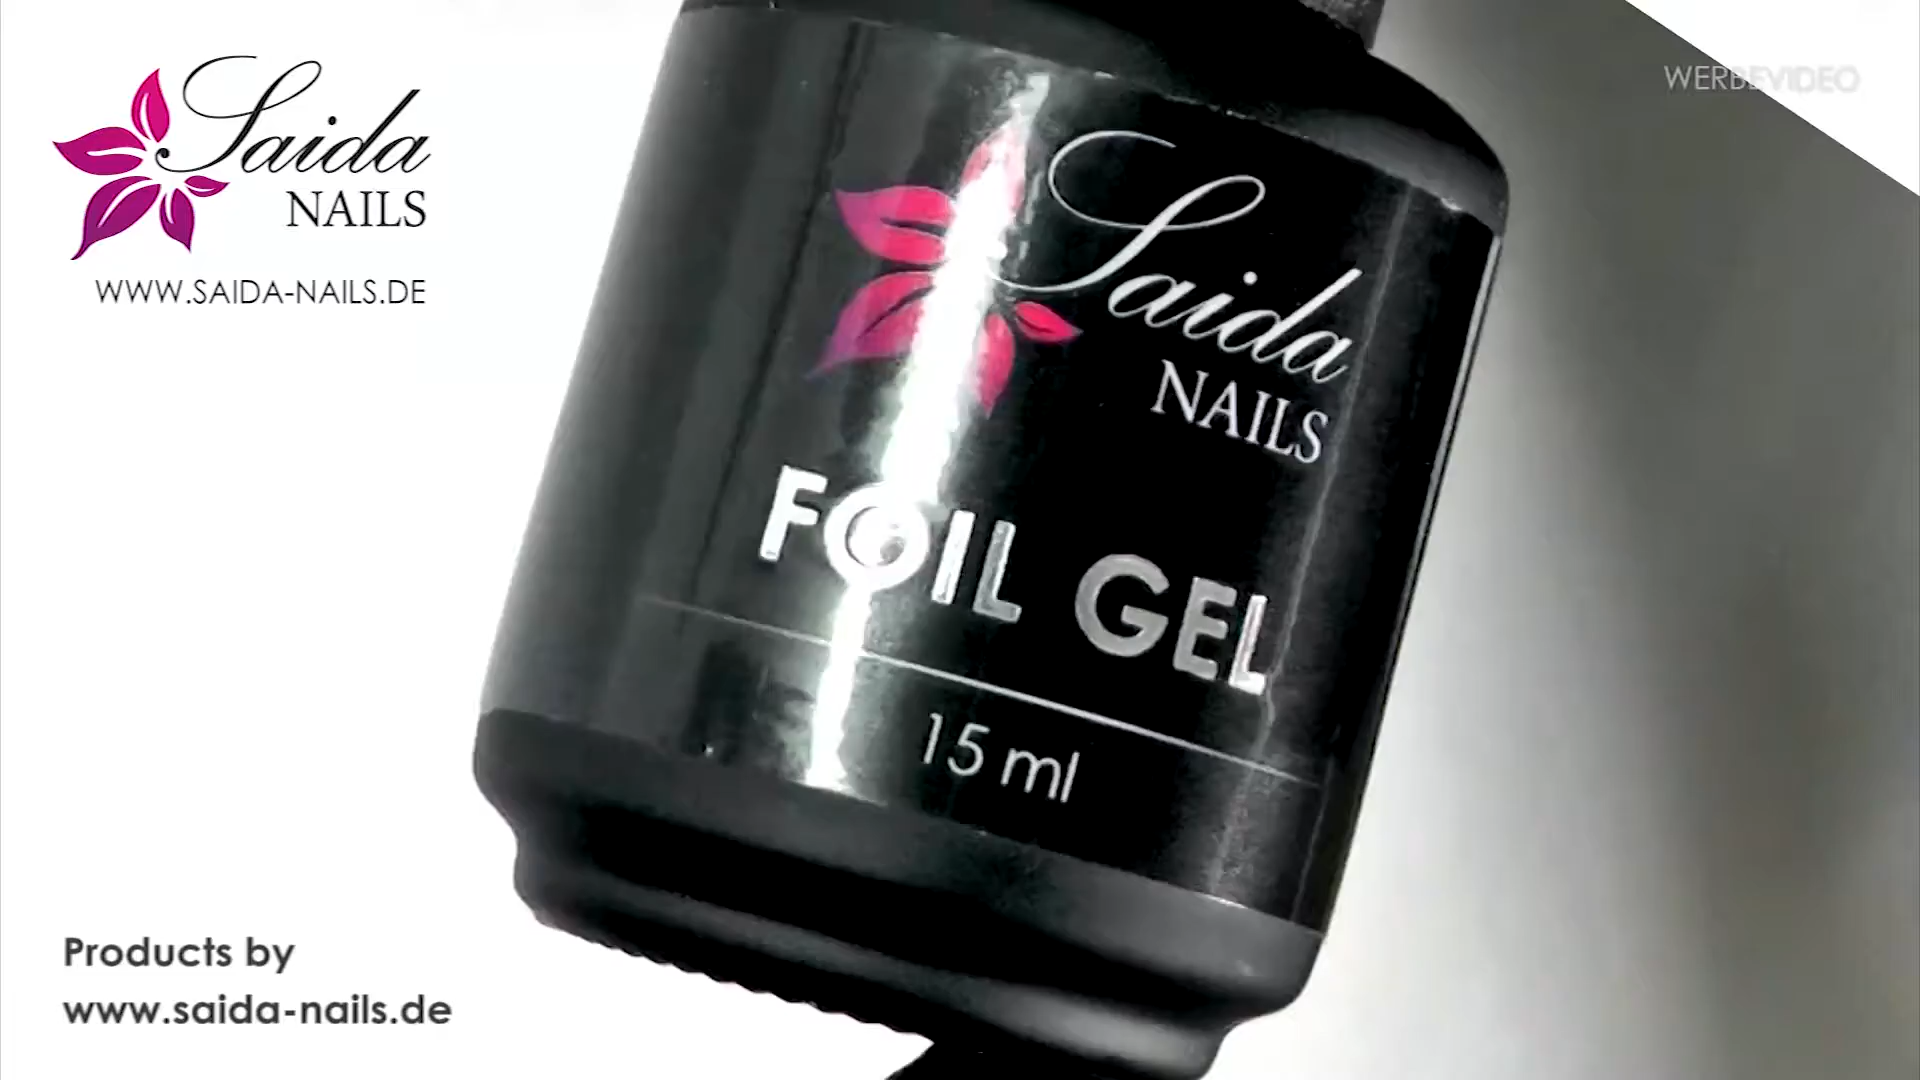 Saida
NAILS
WWW.SAIDA-NAILS.DE
WERBEVIDEO
Saida
NAILS
FOIL GEL
15 ml
Products by
www.saida-nails.de